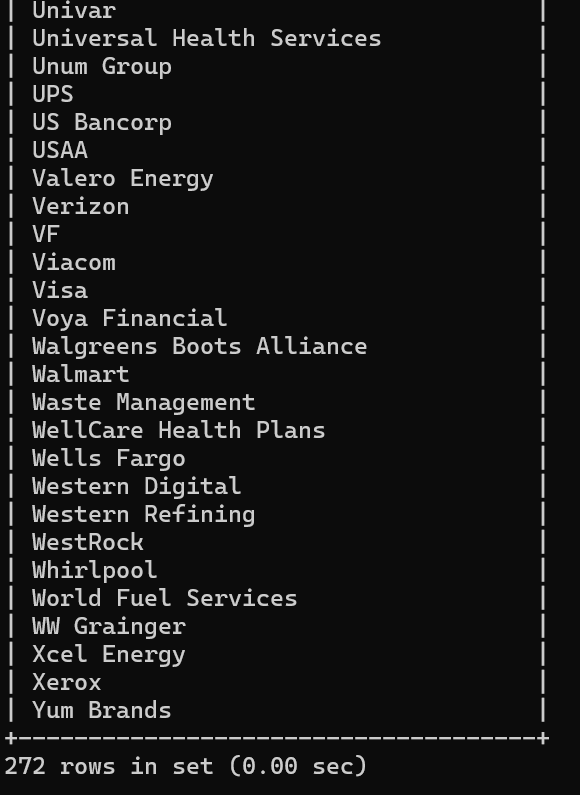 | Univar                              |
| Universal Health Services           |
| Unum Group                          |
| UPS                                 |
| US Bancorp                          |
| USAA                                |
| Valero Energy                       |
| Verizon                             |
| VF                                  |
| Viacom                              |
| Visa                                |
| Voya Financial                      |
| Walgreens Boots Alliance            |
| Walmart                             |
| Waste Management                    |
| WellCare Health Plans               |
| Wells Fargo                         |
| Western Digital                     |
| Western Refining                    |
| WestRock                            |
| Whirlpool                           |
| World Fuel Services                 |
| WW Grainger                         |
| Xcel Energy                         |
| Xerox                               |
| Yum Brands                          |
+-------------------------------------+
272 rows in set (0.00 sec)